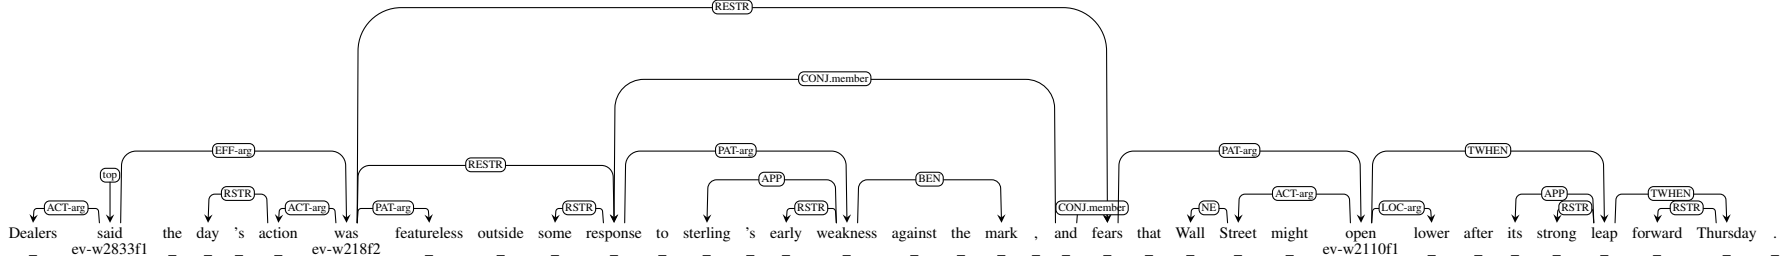 RESTR
CONJ.member
EFF-arg PAT-arg PAT-arg TWHEN
RESTR
top
APP BEN
RSTR ACT-arg APP TWHEN
ACT-arg ACT-arg PAT-arg RSTR RSTR CONJ.member NE LOC-arg RSTR RSTR
Dealers said the day 's action was featureless outside some response to sterling 's early weakness against the mark , and fears that Wall Street might open lower after its strong leap forward Thursday .
_ ev-w2833f1 _ _ _ _ ev-w218f2 _ _ _ _ _ _ _ _ _ _ _ _ _ _ _ _ _ _ _ ev-w2110f1 _ _ _ _ _ _ _ _